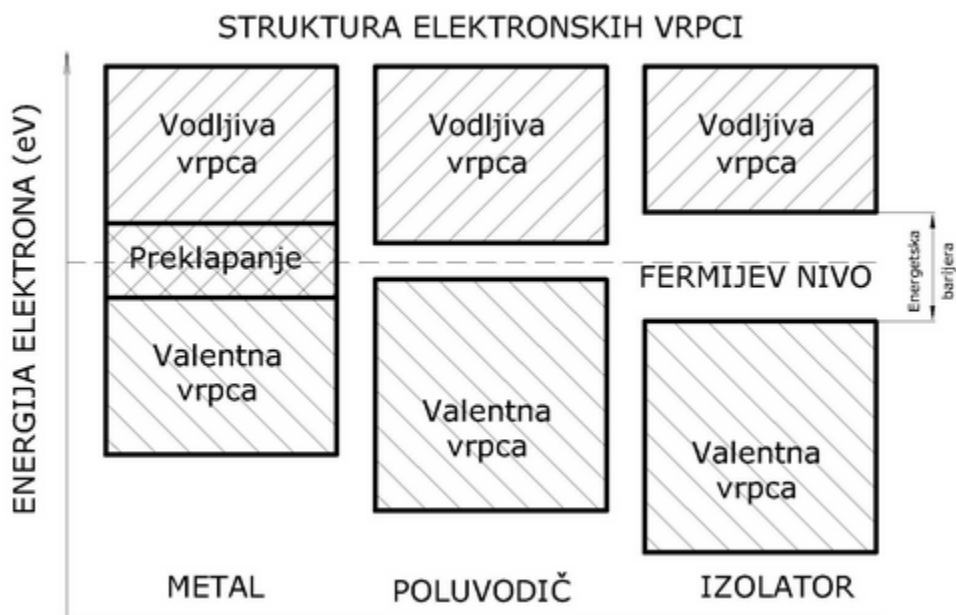 STRUKTURA ELEKTRONSKIH VRPCI
ENERGIJA ELEKTRONA (eV)
Vodljiva
vrpca
Preklapanje
Valentna
vrpca
METAL
Vodljiva
vrpca
Valentna
vrpca
POLUVODIČ
Vodljiva
vrpca
FERMIJEV NIVO
Energetska
barijera
Valentna
vrpca
IZOLATOR